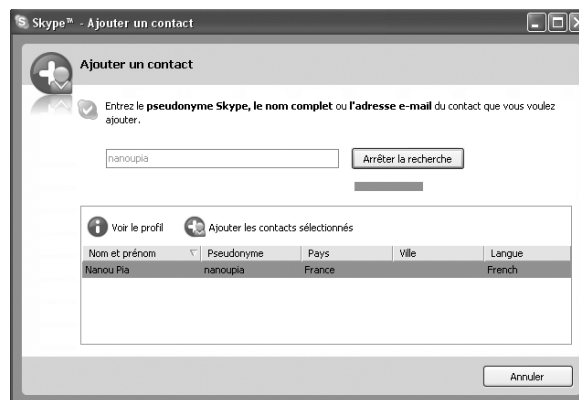 Skype™ - Ajouter un contact
Ajouter un contact
Entrez le pseudonyme Skype, le nom complet ou l'adresse e-mail du contact que vous voulez
ajouter.
nanoupia Arrêter la recherche
Voir le profil Ajouter les contacts sélectionnés
Nom et prénom Pseudonyme Pays Ville Langue
Nanou Pia nanoupia France French
Annuler